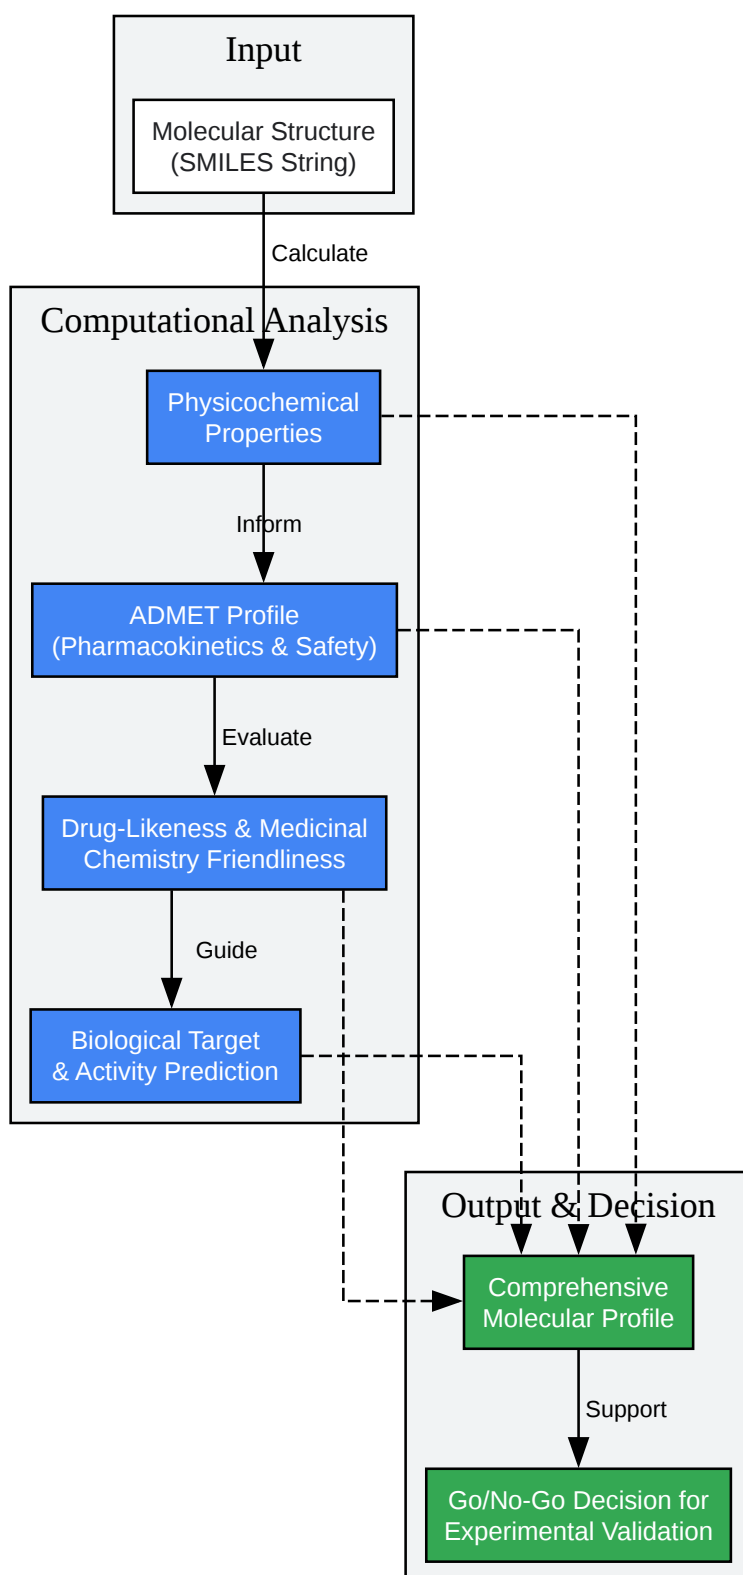 Input
Molecular Structure
(SMILES String)
Calculate
Computational Analysis
Physicochemical
Properties
Inform
ADMET Profile
(Pharmacokinetics & Safety)
Evaluate
Drug-Likeness & Medicinal
Chemistry Friendliness
Guide
Biological Target
& Activity Prediction
Output & Decision
Comprehensive
Molecular Profile
Support
Go/No-Go Decision for
Experimental Validation